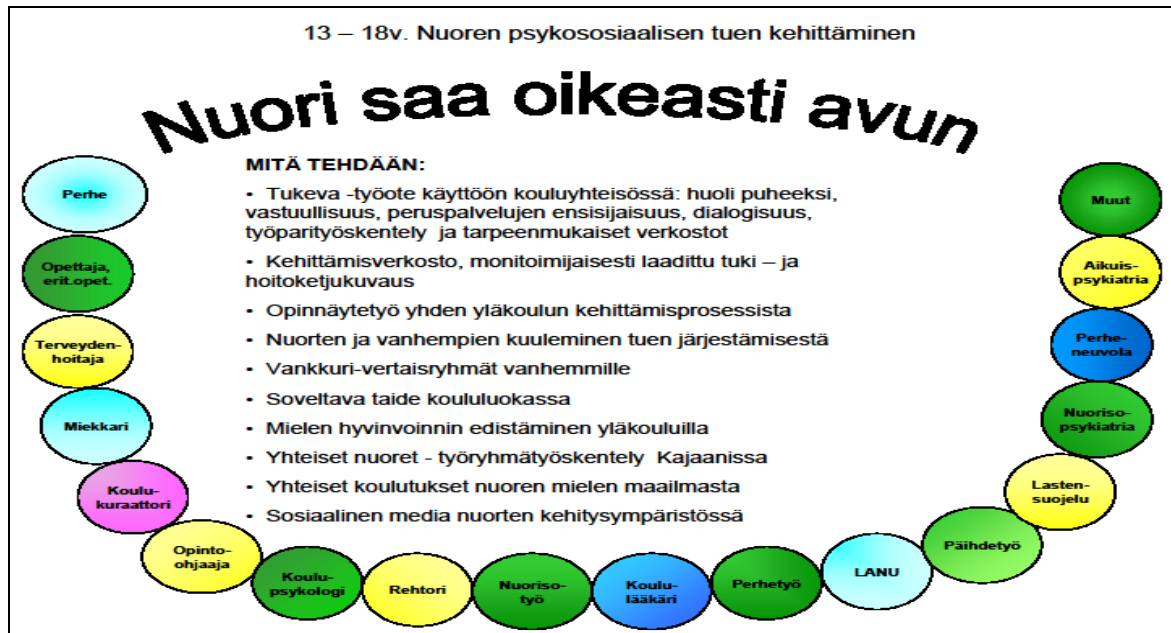 13 – 18v. Nuoren psykososiaalisen tuen kehittäminen
Nuori saa oikeasti avun
MITÄ TEHDÄÄN:
• Tukeva -työote käyttöön kouluyhteisössä: huoli puheeksi,
vastuullisuus, peruspalvelujen ensisijaisuus, dialogisuus,
työparityöskentely ja tarpeenmukaiset verkostot
• Kehittämisverkosto, monitoimijaisesti laadittu tuki – ja
hoitoketjukuvaus
• Opinnäytetyö yhden yläkoulun kehittämisprosessista
• Nuorten ja vanhempien kuuleminen tuen järjestämisestä
• Vankkuri-vertaisryhmät vanhemmille
• Soveltava taide koululuokassa
• Mielen hyvinvoinnin edistäminen yläkouluilla
• Yhteiset nuoret - työryhmätyöskentely Kajaanissa
• Yhteiset koulutukset nuoren mielen maailmasta
• Sosiaalinen media nuorten kehitysympäristössä
Perhe
Opettaja,
erit.opet.
Terveyden-
hoitaja
Miekkari
Koulu-
kuraattori
Opinto-
ohjaaja
Koulu-
psykologi
Rehtori
Nuoriso-
työ
Koulu-
lääkäri
Perhetyö
LANU
Päihdetyö
Lasten-
suojelu
Nuoriso-
psykiatria
Perhe-
neuvola
Aikuis-
psykiatria
Muut